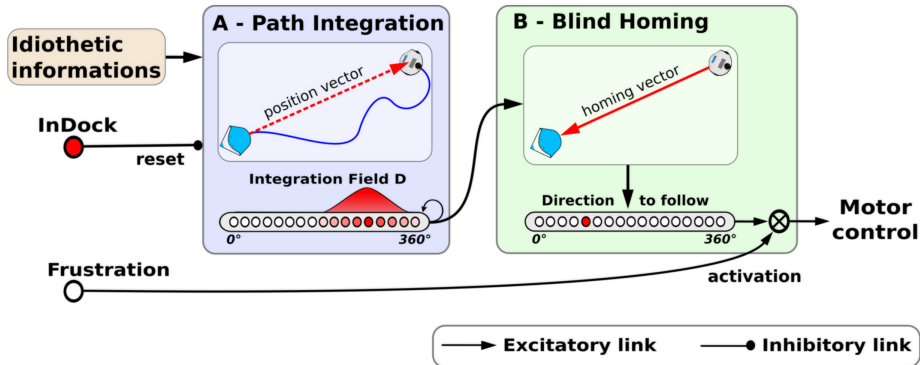 A - Path Integration
B - Blind Homing
Idiothetic
informations
position vector
homing vector
InDock
reset
Integration Field D
Direction to follow
0° 360°
0° 360°
Motor
control
Frustration
activation
Excitatory link
Inhibitory link